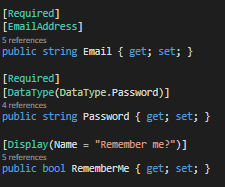 [Required]
[EmailAddress]
5 references
public string Email { get; set; }
[Required]
[DataType(DataType.Password)]
4 references
public string Password { get; set; }
[Display(Name = "Remember me?")]
5 references
public bool RememberMe { get; set; }